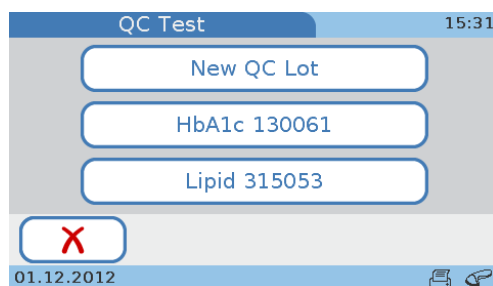 QC Test
15:31
New QC Lot
HbA1c 130061
Lipid 315053
01.12.2012